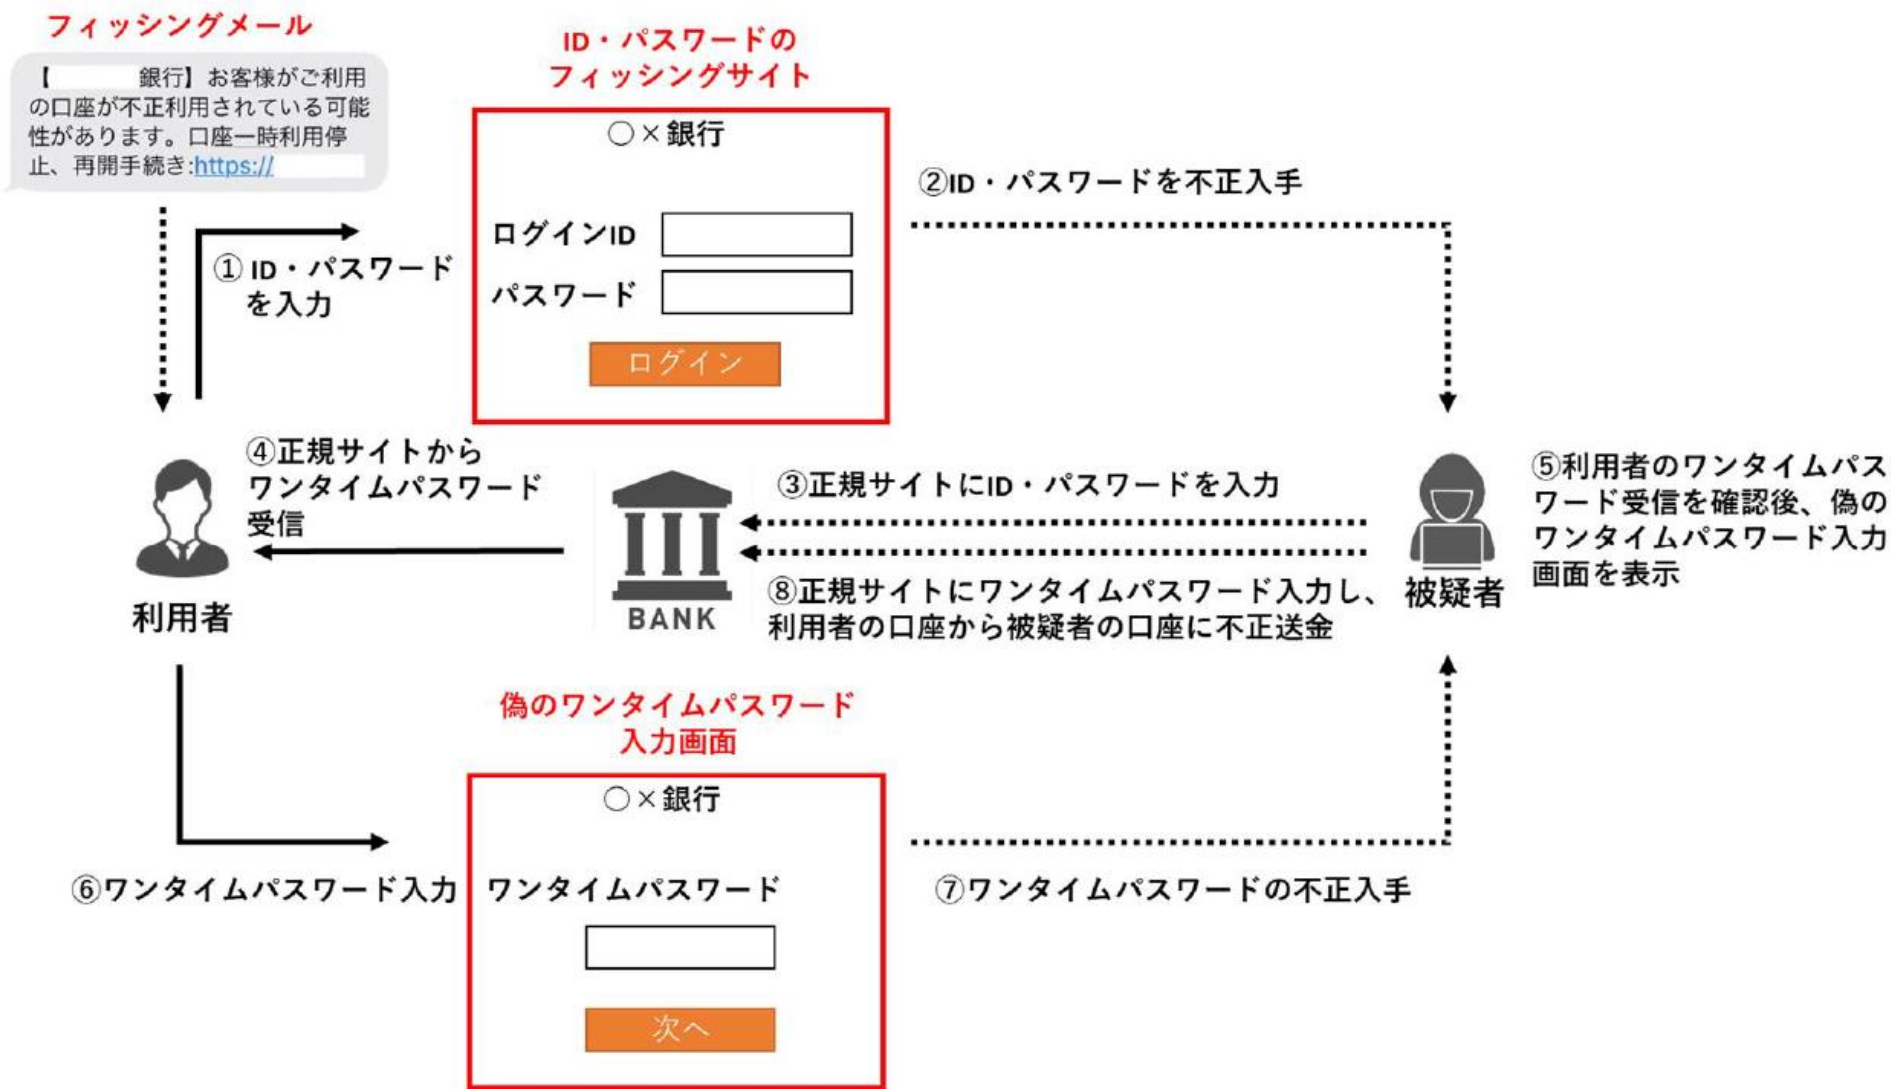 フィッシングメール
【 銀行】お客様がご利用
の口座が不正利用されている可能
性があります。口座一時利用停
止、再開手続き:https://
ID・パスワードの
フィッシングサイト
○×銀行
ログインID
パスワード
ログイン
① ID・パスワード
を入力
②ID・パスワードを不正入手
④正規サイトから
ワンタイムパスワード
受信
利用者
BANK
③正規サイトにID・パスワードを入力
⑧正規サイトにワンタイムパスワード入力し、
利用者の口座から被疑者の口座に不正送金
被疑者
⑤利用者のワンタイムパス
ワード受信を確認後、偽の
ワンタイムパスワード入力
画面を表示
偽のワンタイムパスワード
入力画面
○×銀行
ワンタイムパスワード
次へ
⑥ワンタイムパスワード入力
⑦ワンタイムパスワードの不正入手